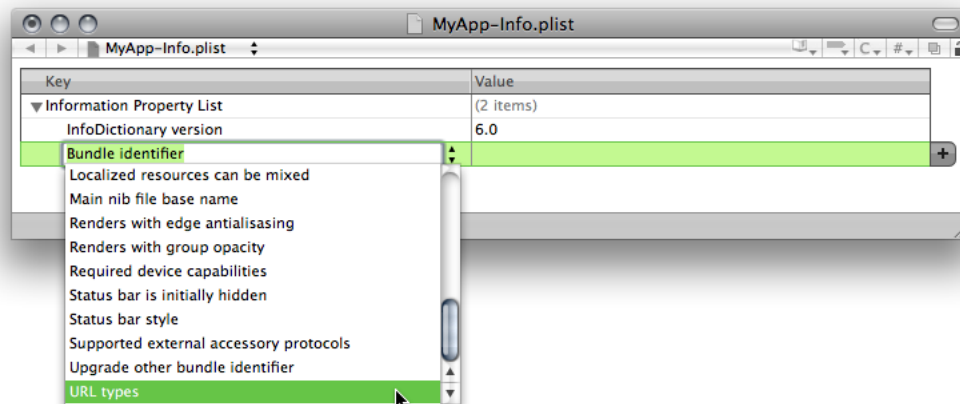 MyApp-Info.plist
MyApp-Info.plist
C #
Key Value
Information Property List (2 items)
InfoDictionary version 6.0
Bundle identifier +
Localized resources can be mixed
Main nib file base name
Renders with edge antialisasing
Renders with group opacity
Required device capabilities
Status bar is initially hidden
Status bar style
Supported external accessory protocols
Upgrade other bundle identifier
URL types